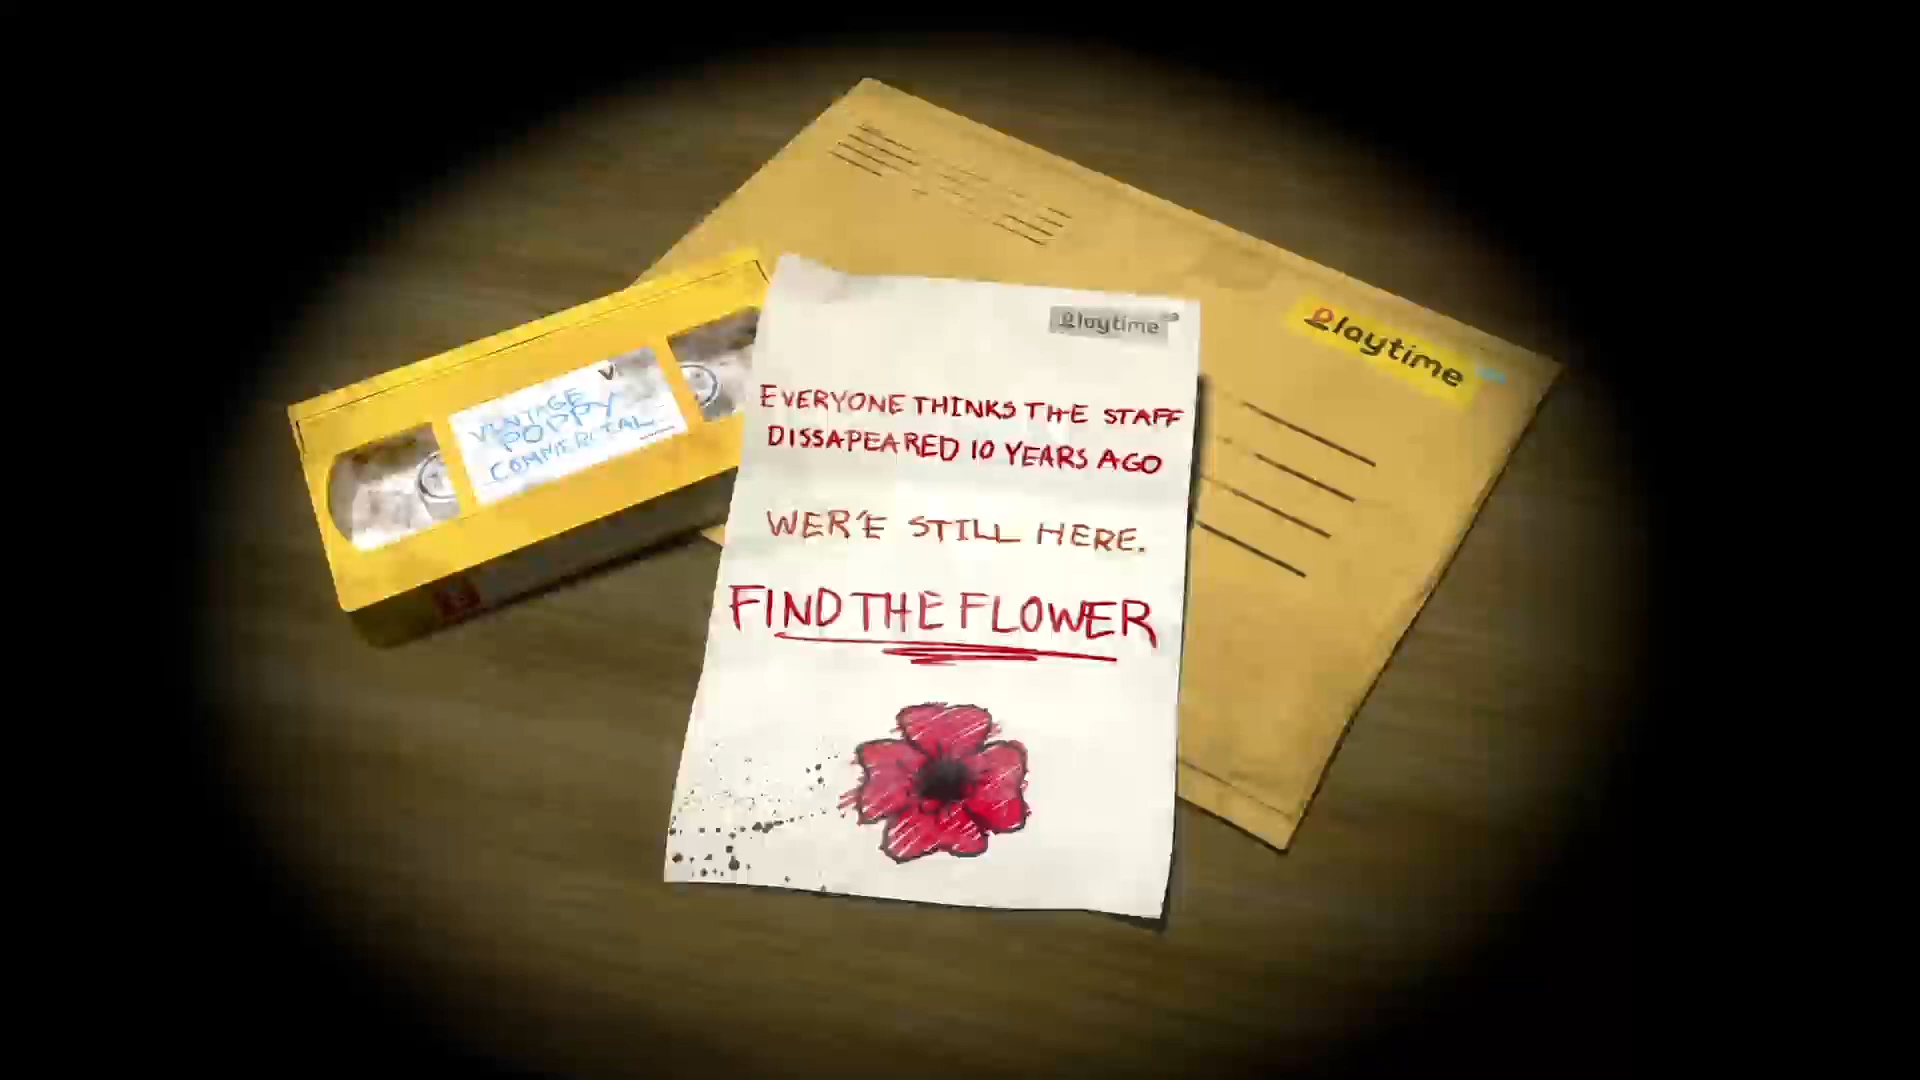 Playtime co
EVERYONE THINKS THE STAFF
DISSAPEARED 10 YEARS AGO
WER'E STILL HERE.
FIND THE FLOWER
VINTAGE
POPPY
COMMERCIAL
Playtime